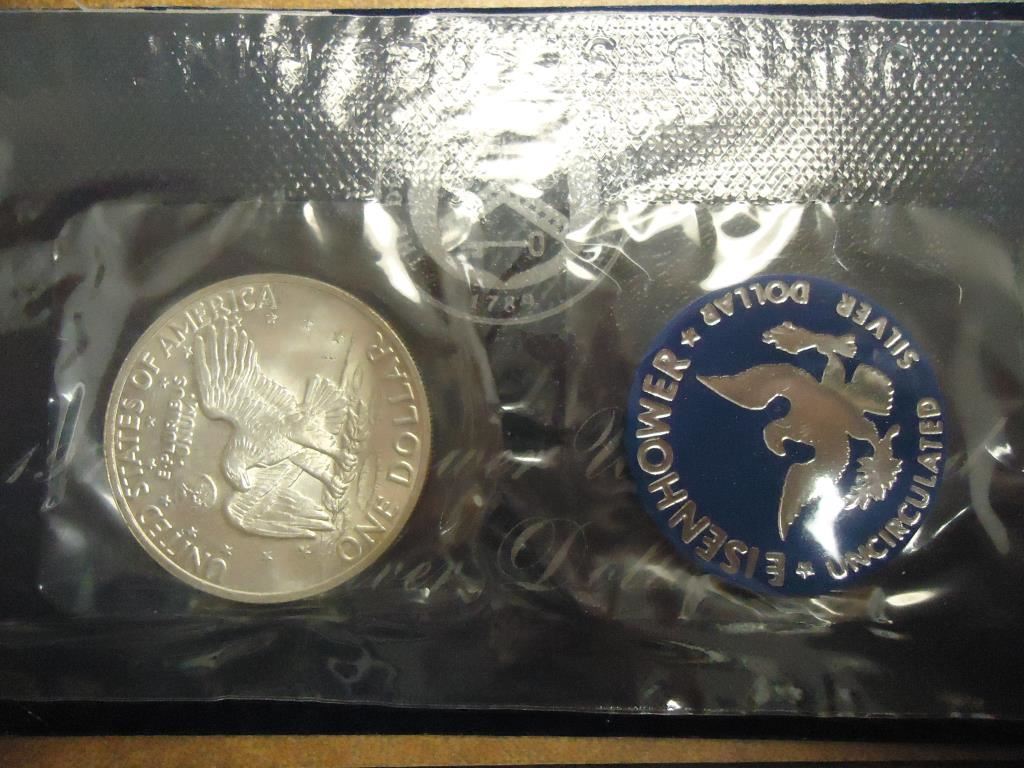 UNITED STATES OF AMERICA
E PLURIBUS
UNUM
ONE DOLLAR
1789
EISENHOWER
SILVER DOLLAR
UNCIRCULATED